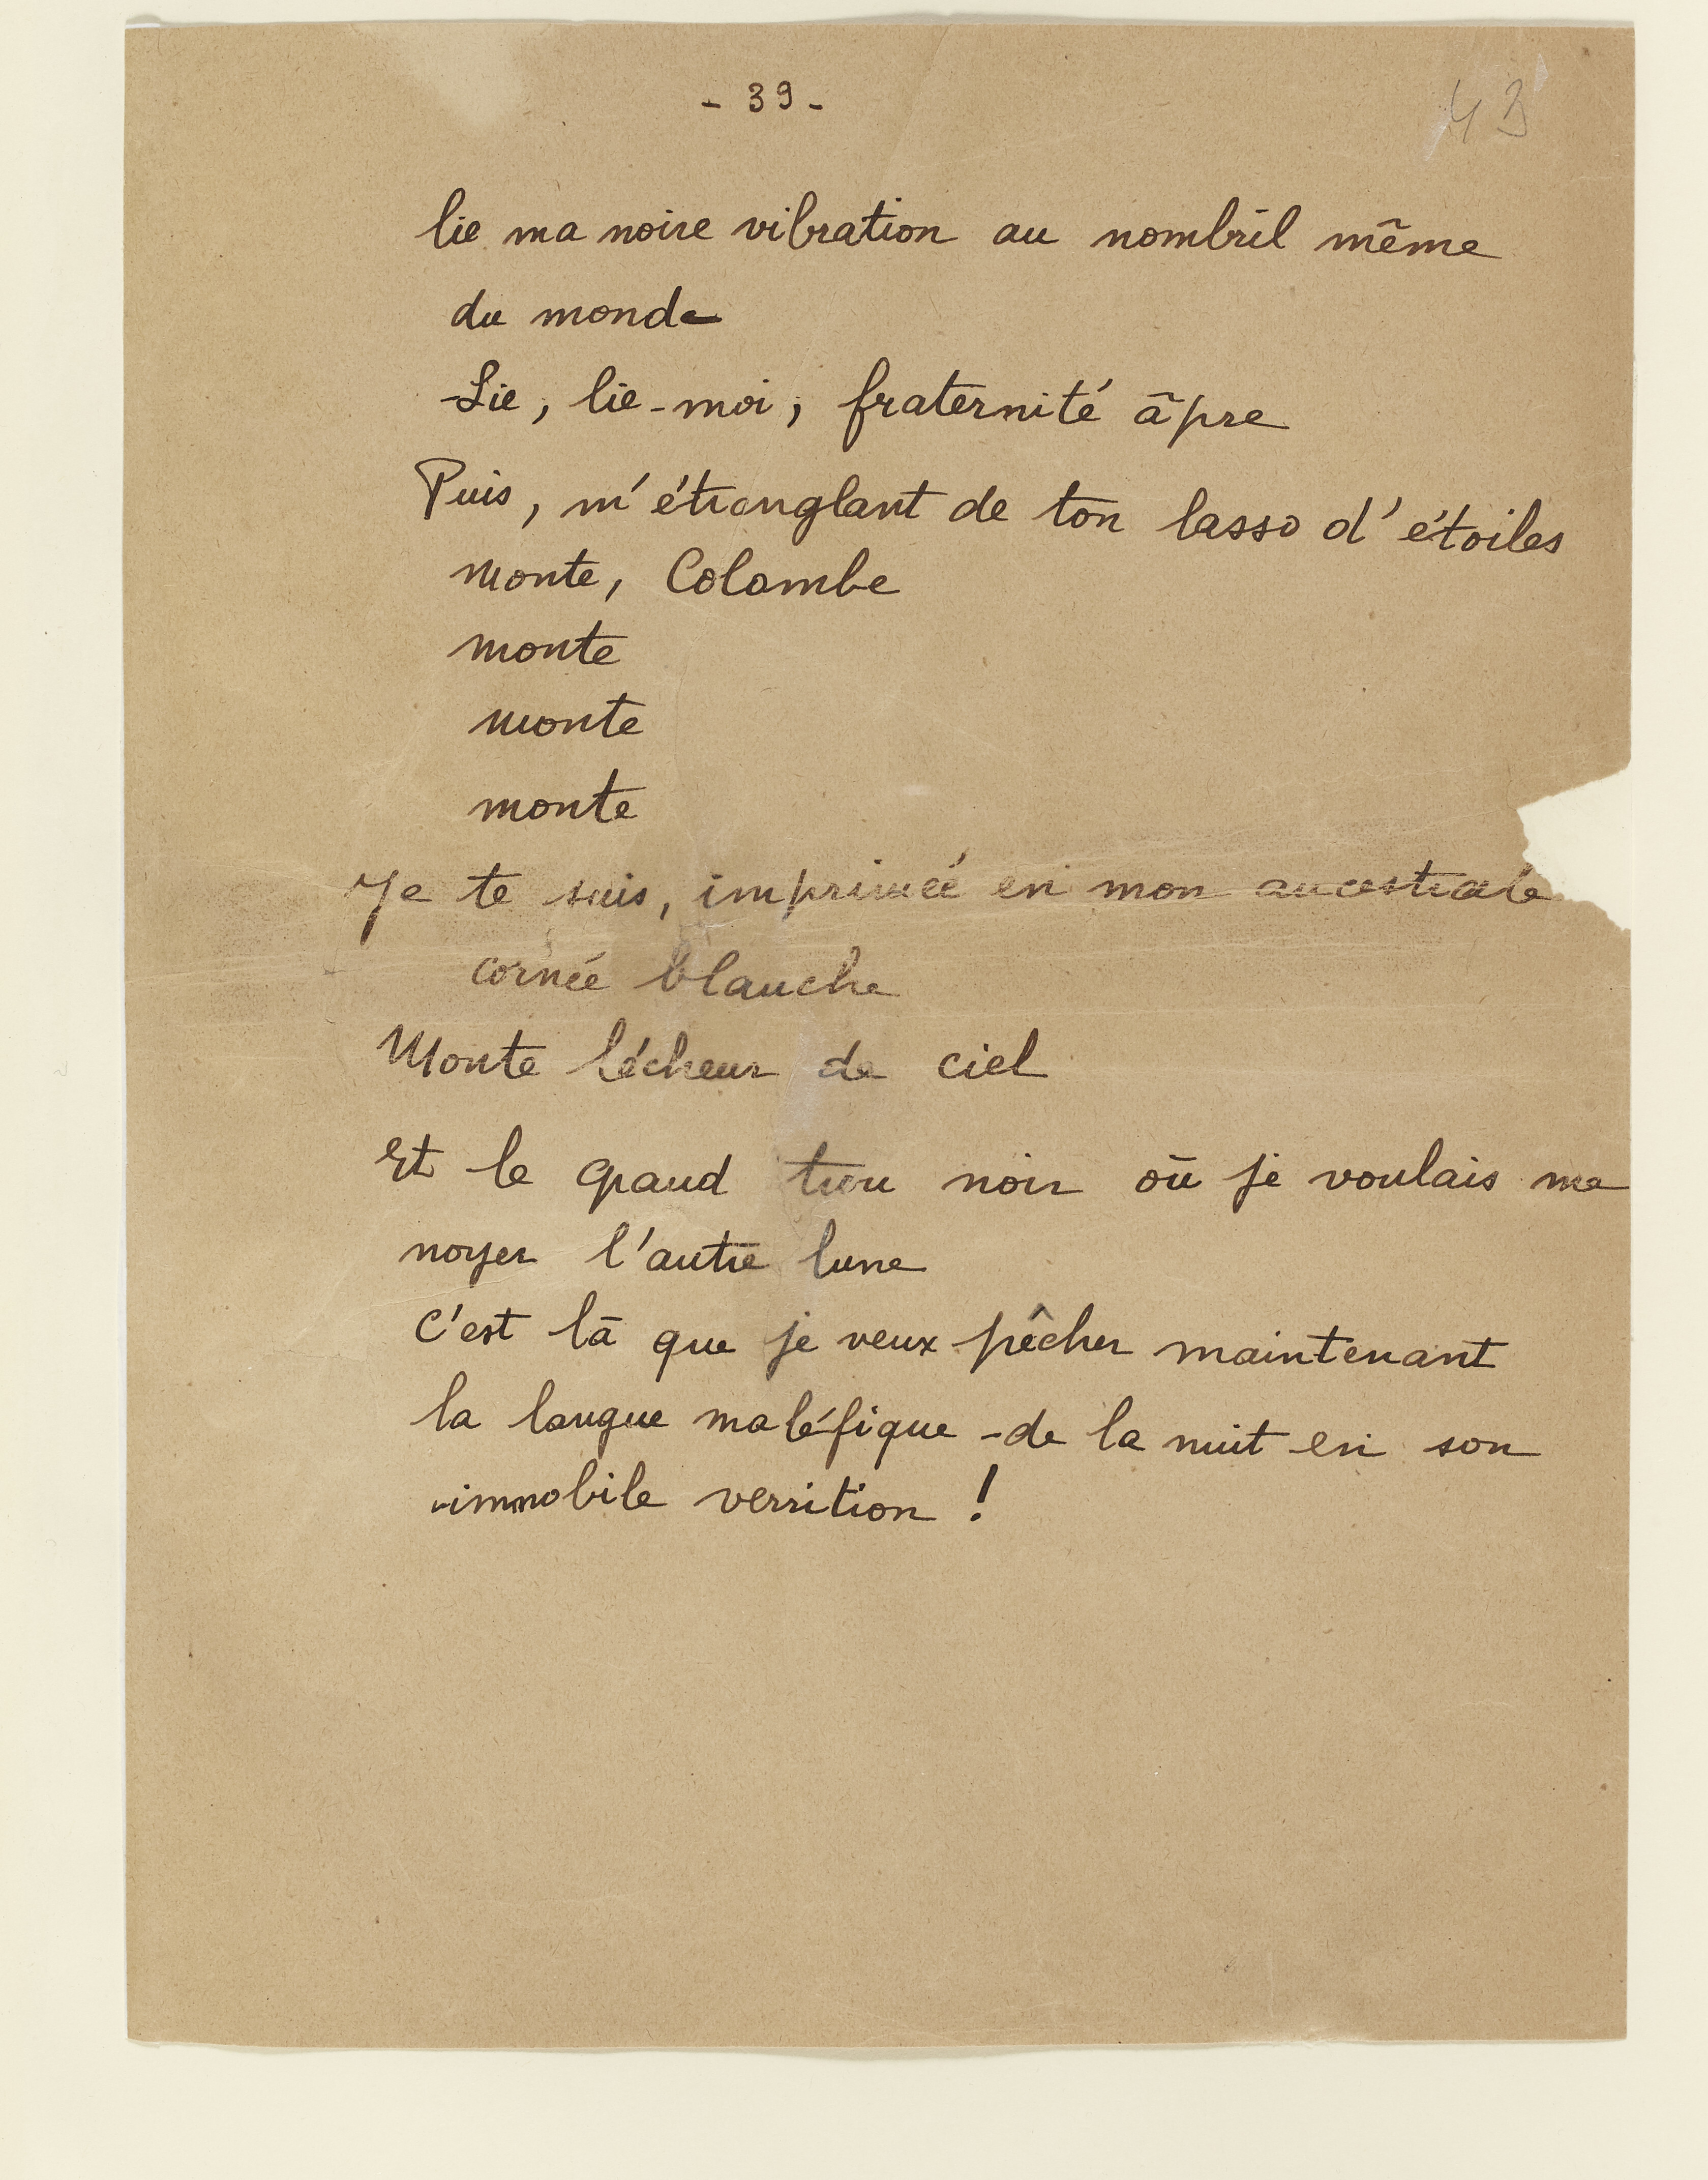 - 39 -
43
lie ma noire vibration au nombril même
du monde
Lie, lie-moi, fraternité âpre
Puis, m'étranglant de ton lasso d'étoiles
monte, Colombe
monte
monte
monte
Je te suis, imprimée en mon ancestrale
cornée blanche
Monte lécheur de ciel
Et le grand trou noir où je voulais me
noyer l'autre lune
c'est là que je veux pêcher maintenant
la langue maléfique de la nuit en son
immobile verrition !